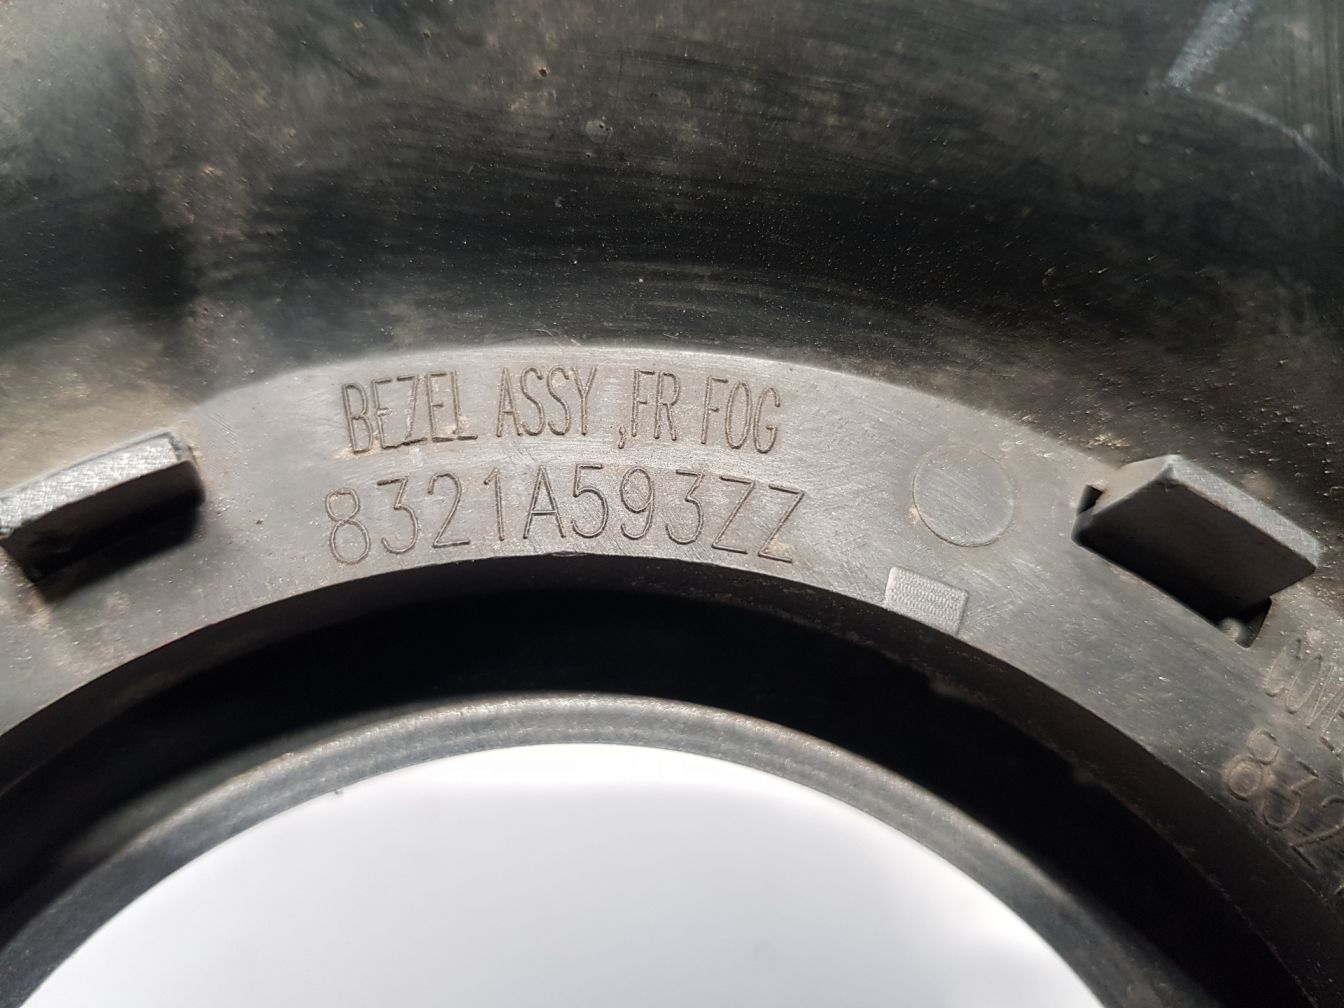 BEZEL ASSY ,FR FOG
8321A593ZZ